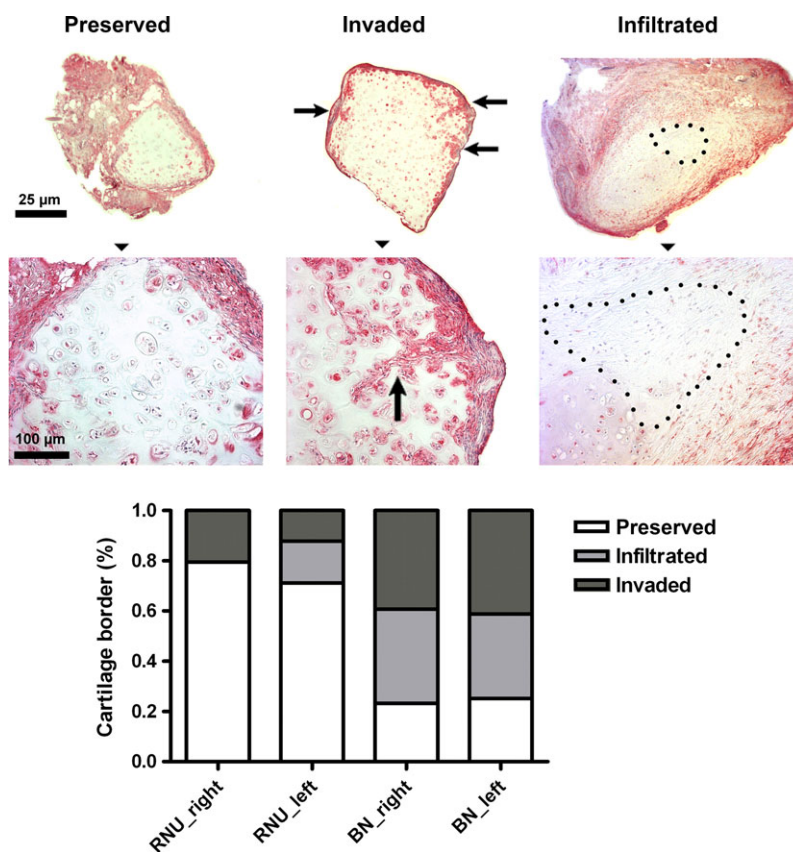 Preserved Invaded Infiltrated
25 µm
100 µm
Cartilage border (%)
1.0
0.8
0.6
0.4
0.2
0.0
Preserved
Infiltrated
Invaded
RNU_right RNU_left BN_right BN_left